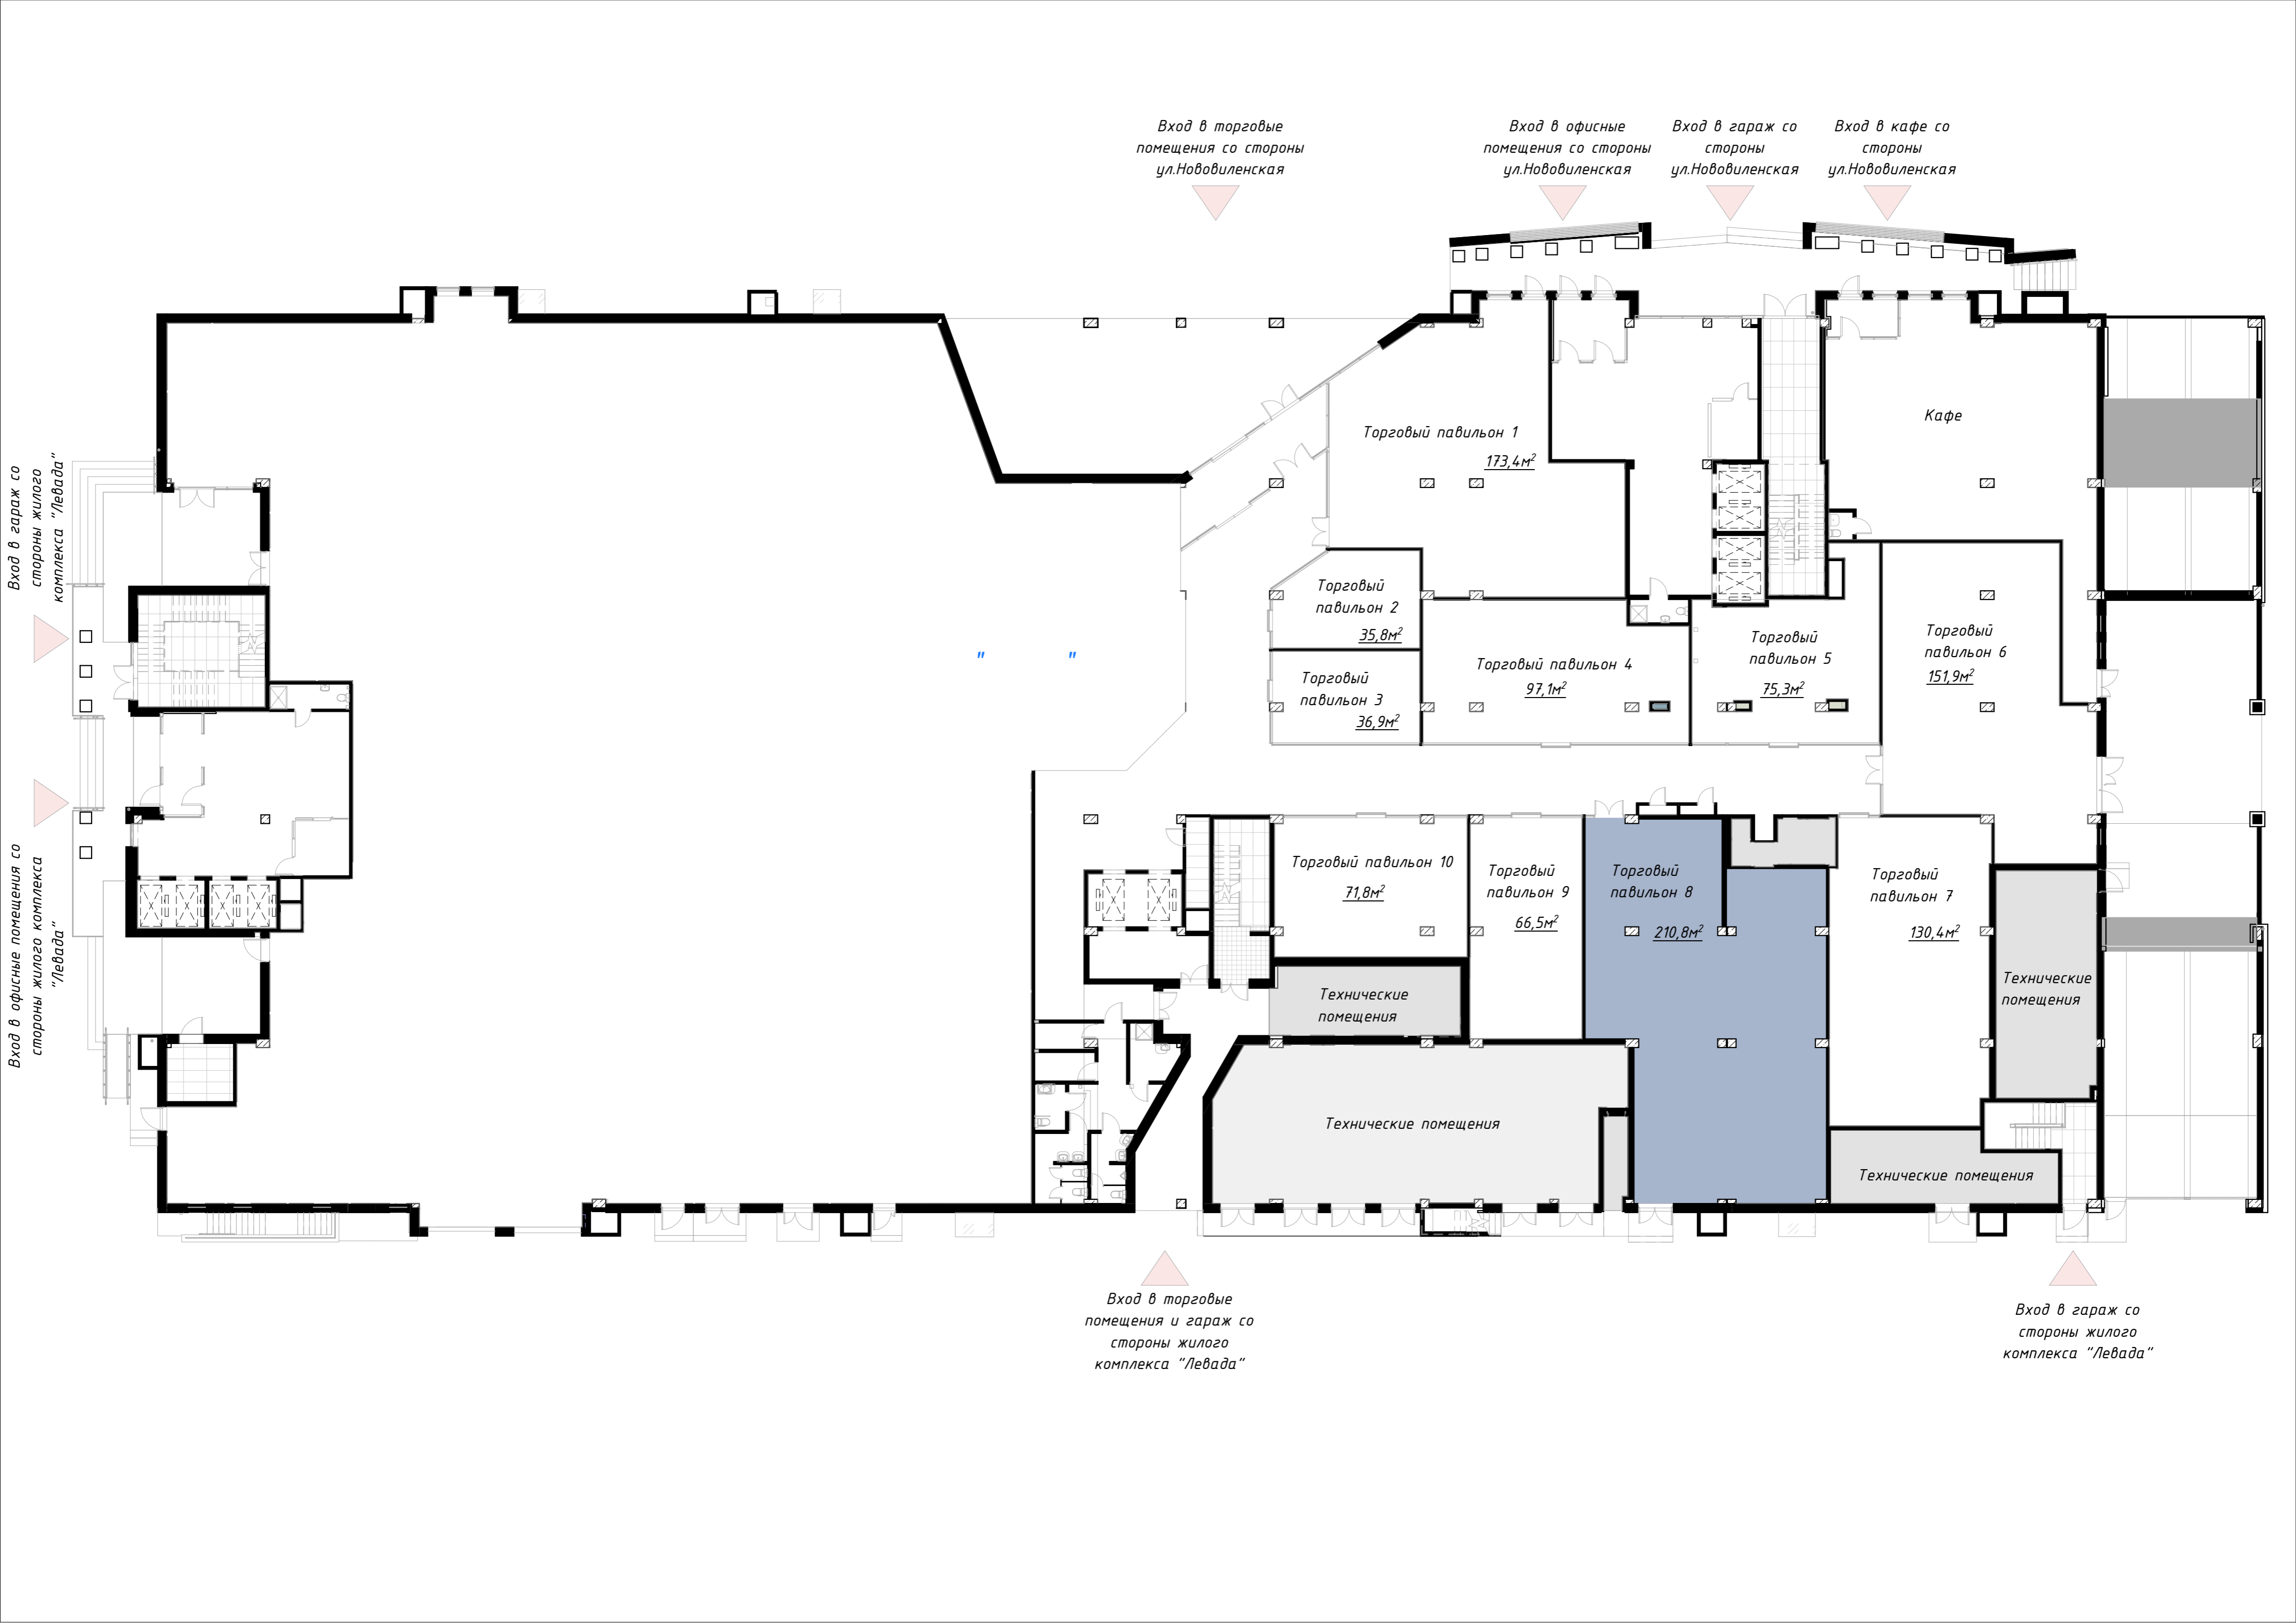 Вход в торговые
помещения со стороны
ул.Нововиленская
Вход в офисные
помещения со стороны
ул.Нововиленская
Вход в гараж со
стороны
ул.Нововиленская
Вход в кафе со
стороны
ул.Нововиленская
Вход в гараж со
стороны жилого
комплекса "Левада"
Вход в офисные помещения со
стороны жилого комплекса
"Левада"
Торговый павильон 1
173,4м²
Кафе
Торговый
павильон 2
35,8м²
Торговый
павильон 3
36,9м²
Торговый павильон 4
97,1м²
Торговый
павильон 5
75,3м²
Торговый
павильон 6
151,9м²
" "
Торговый павильон 10
71,8м²
Торговый
павильон 9
66,5м²
Торговый
павильон 8
210,8м²
Торговый
павильон 7
130,4м²
Технические
помещения
Технические
помещения
Технические помещения
Технические помещения
Вход в торговые
помещения и гараж со
стороны жилого
комплекса "Левада"
Вход в гараж со
стороны жилого
комплекса "Левада"